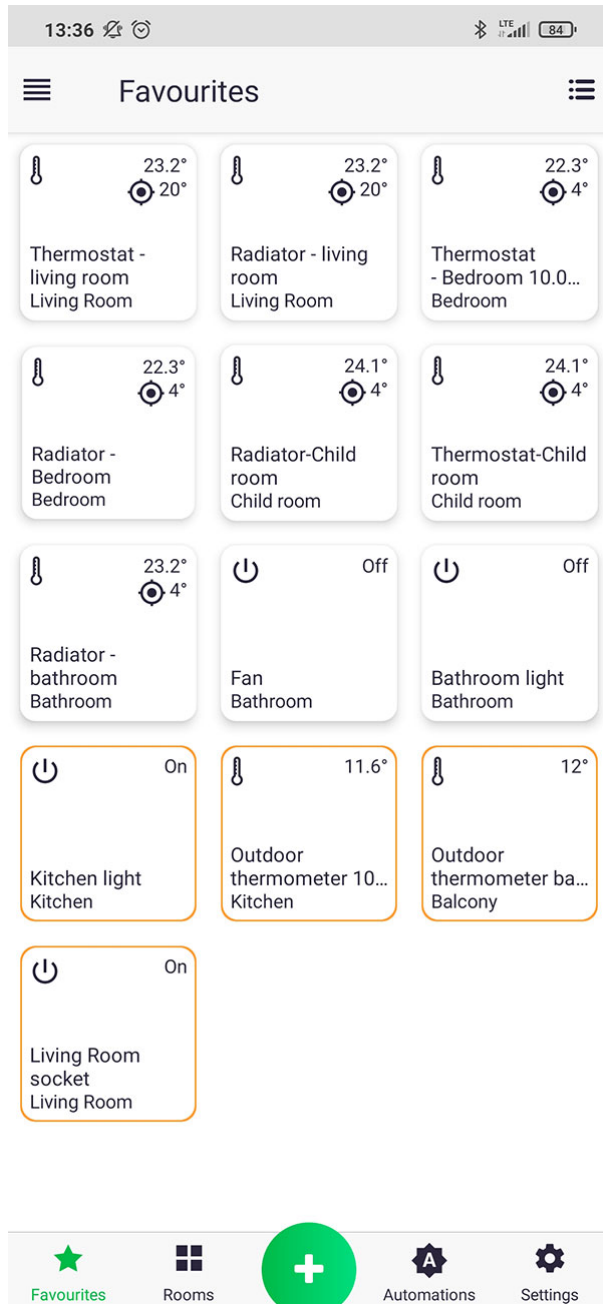 13:36 LTE 84
Favourites
23.2°
20°
Thermostat -
living room
Living Room
23.2°
20°
Radiator - living
room
Living Room
22.3°
4°
Thermostat
- Bedroom 10.0...
Bedroom
22.3°
4°
Radiator -
Bedroom
Bedroom
24.1°
4°
Radiator-Child
room
Child room
24.1°
4°
Thermostat-Child
room
Child room
23.2°
4°
Radiator -
bathroom
Bathroom
Off
Fan
Bathroom
Off
Bathroom light
Bathroom
On
Kitchen light
Kitchen
11.6°
Outdoor
thermometer 10...
Kitchen
12°
Outdoor
thermometer ba...
Balcony
On
Living Room
socket
Living Room
A
Favourites Rooms Automations Settings